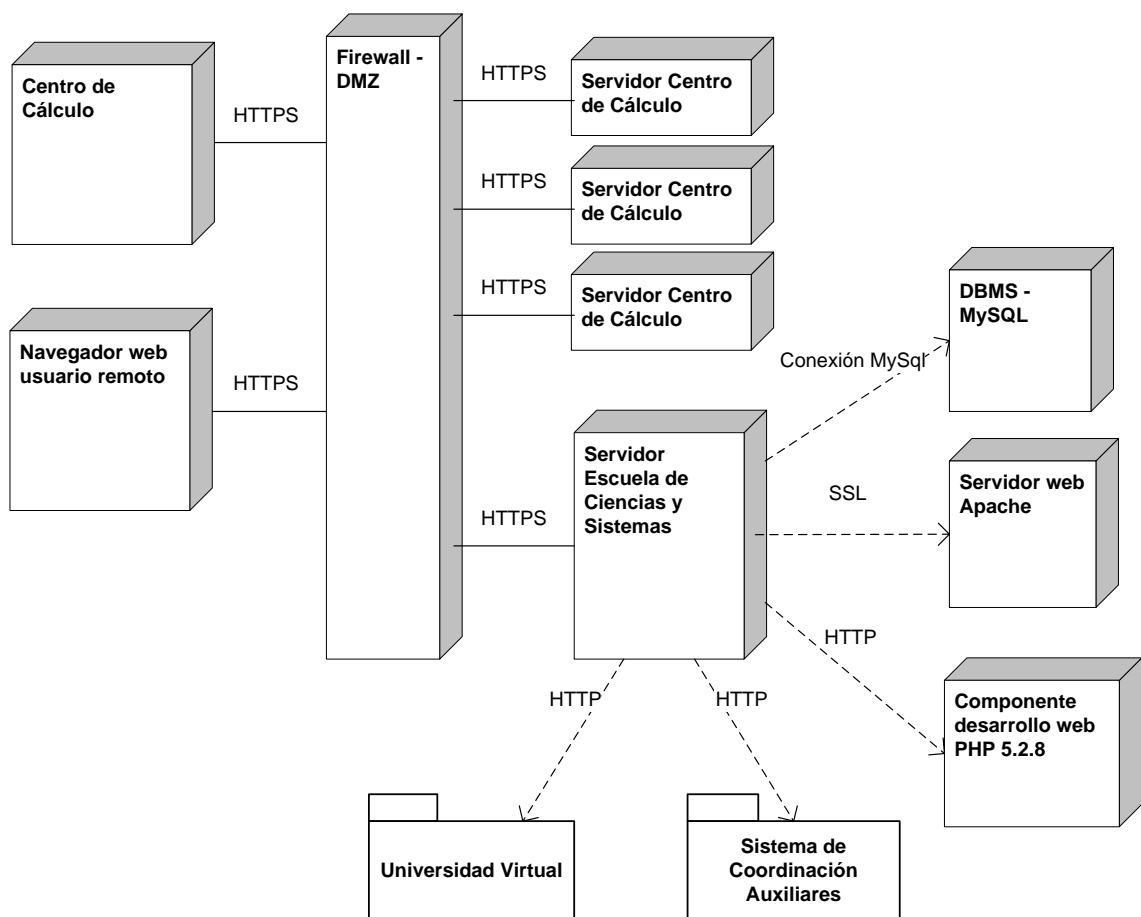 Centro de
Cálculo
HTTPS
Firewall -
DMZ
HTTPS
Servidor Centro
de Cálculo
HTTPS
Servidor Centro
de Cálculo
HTTPS
Servidor Centro
de Cálculo
Navegador web
usuario remoto
HTTPS
DBMS -
MySQL
Conexión MySql
Servidor
Escuela de
Ciencias y
Sistemas
HTTPS
SSL
Servidor web
Apache
HTTP
Componente
desarrollo web
PHP 5.2.8
HTTP
HTTP
Universidad Virtual
Sistema de
Coordinación
Auxiliares